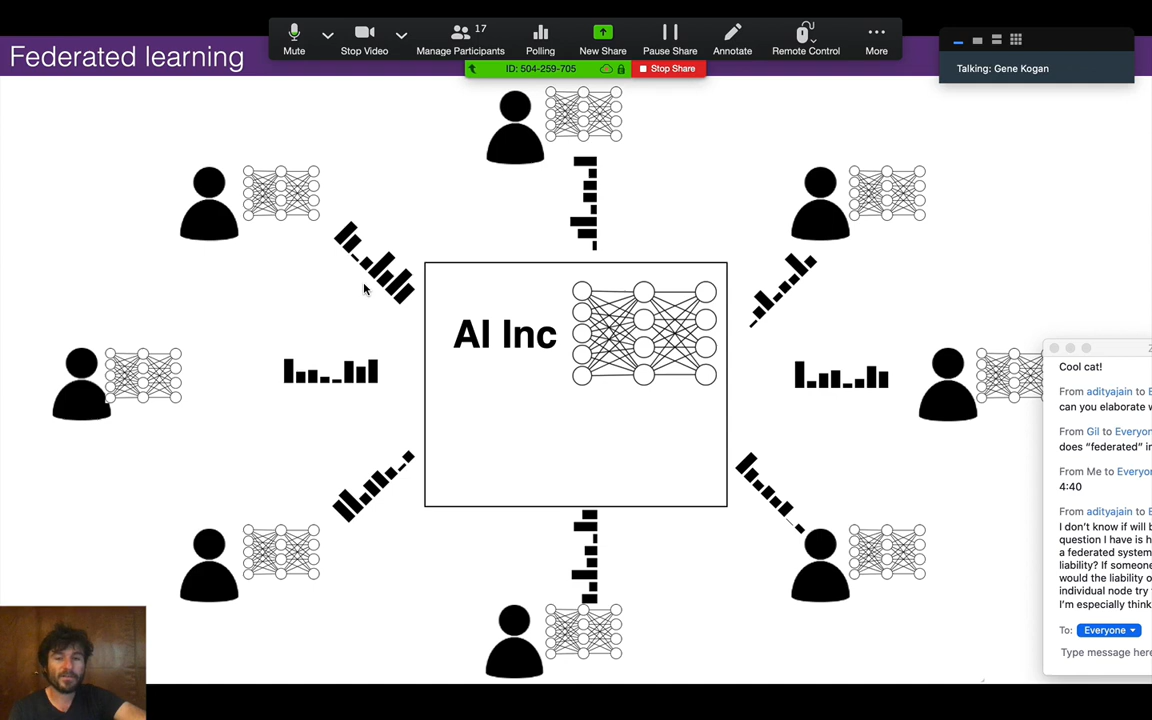 Federated learning
Mute
Stop Video
Manage Participants
17
Polling
New Share
Pause Share
Annotate
Remote Control
More
ID: 504-259-705
Stop Share
Talking: Gene Kogan
AI Inc
Cool cat!
From adityajain to
can you elaborate
From Gil to Everyon
does “federated” in
From Me to Everyo
4:40
From adityajain to
I don’t know if will b
question I have is h
a federated system
liability? If someone
would the liability o
individual node try
I’m especially think
To: Everyone
Type message here